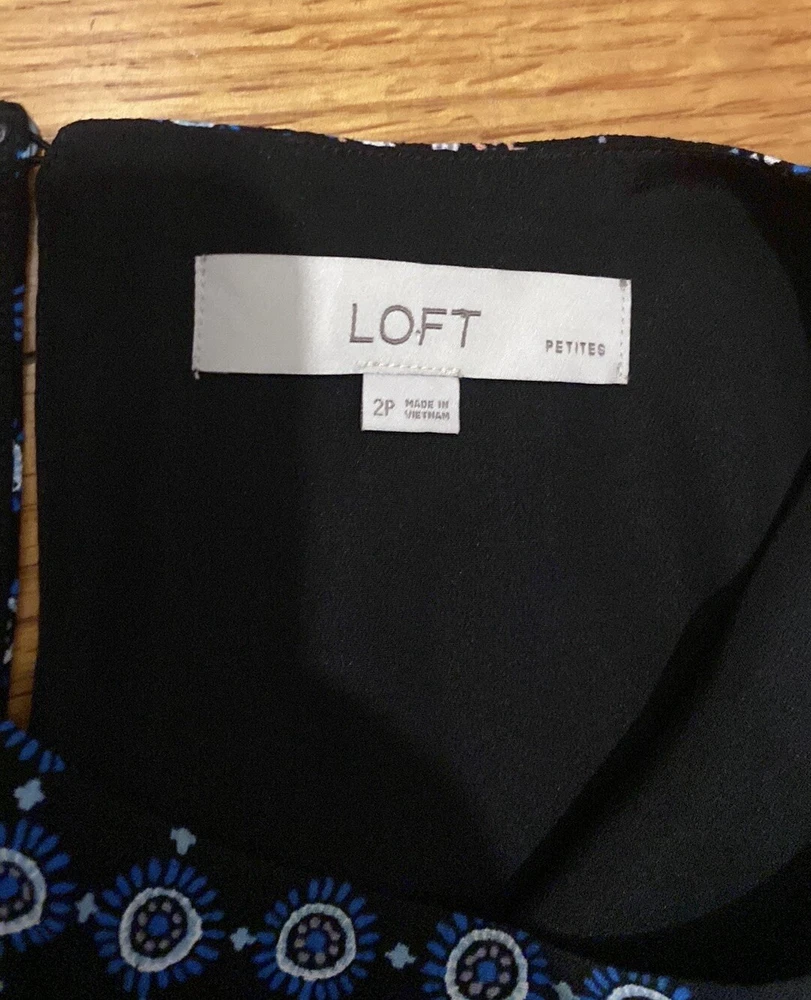 LOFT
PETITES
2P
MADE IN
VIETNAM